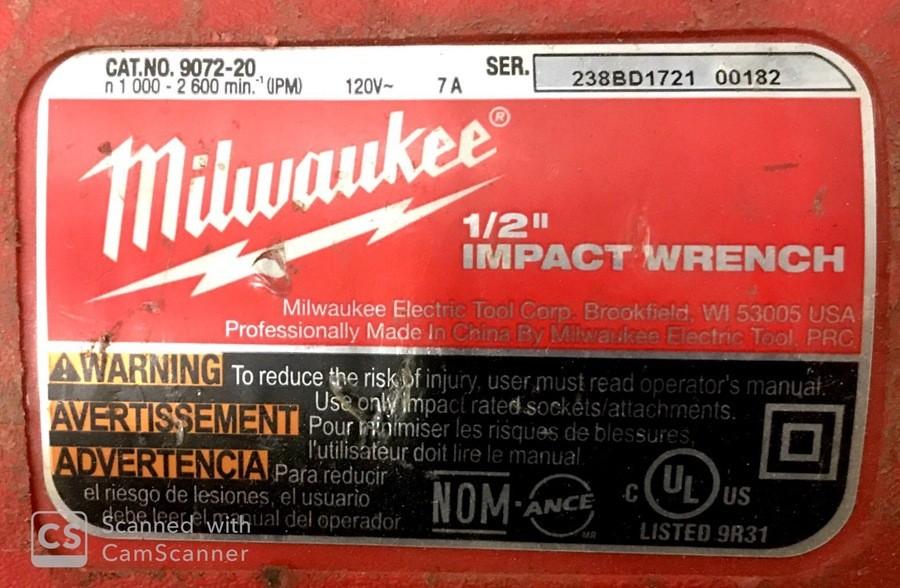 CAT.NO. 9072-20
n 1 000 - 2 600 min.⁻¹ (IPM) 120V~ 7 A
SER. 238BD1721 00182
Milwaukee®
1/2"
IMPACT WRENCH
Milwaukee Electric Tool Corp. Brookfield, WI 53005 USA
Professionally Made In China By Milwaukee Electric Tool, PRC
WARNING To reduce the risk of injury, user must read operator's manual.
Use only impact rated sockets/attachments.
AVERTISSEMENT Pour minimiser les risques de blessures,
l'utilisateur doit lire le manual.
ADVERTENCIA Para reducir
el riesgo de lesiones, el usuario
debe leer el manual del operador.
NOM-ANCE
MR
C UL US
LISTED 9R31
CS Scanned with
CamScanner